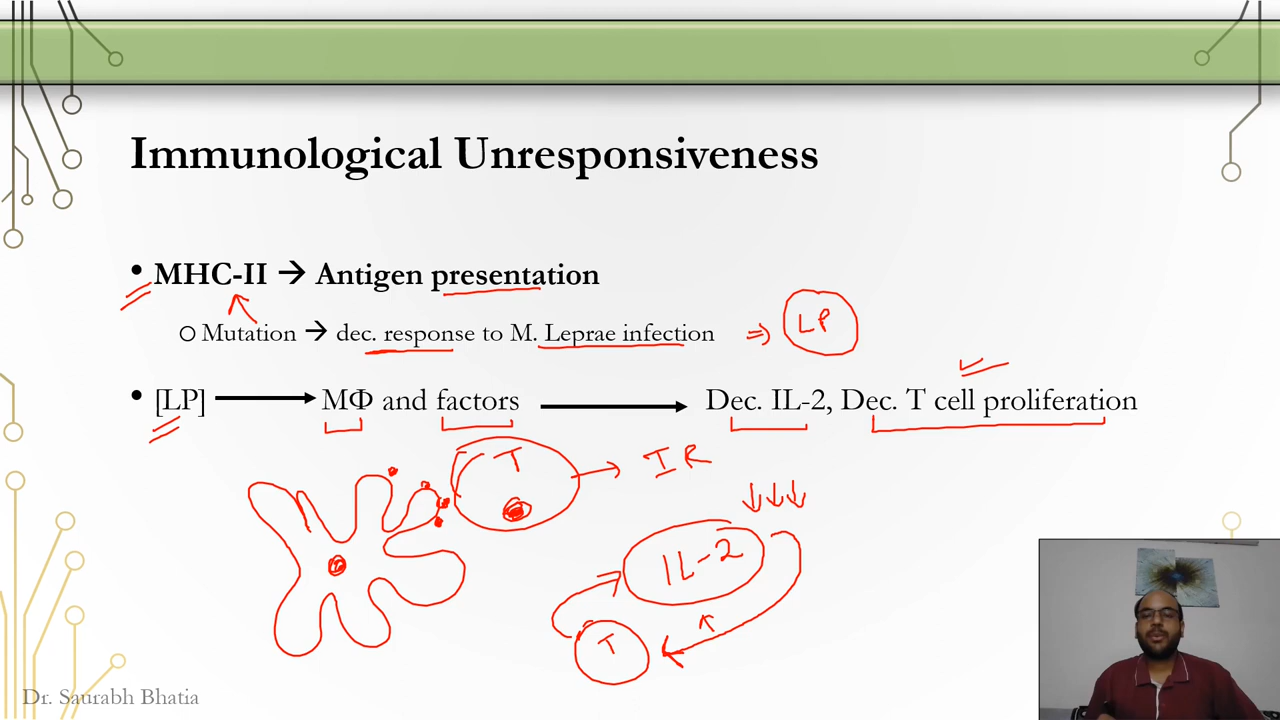 Immunological Unresponsiveness
• MHC-II → Antigen presentation
○ Mutation → dec. response to M. Leprae infection ⇒ LP
• [LP] → MΦ and factors → Dec. IL-2, Dec. T cell proliferation
T → IR
↓↓↓
IL-2
↑
T
Dr. Saurabh Bhatia